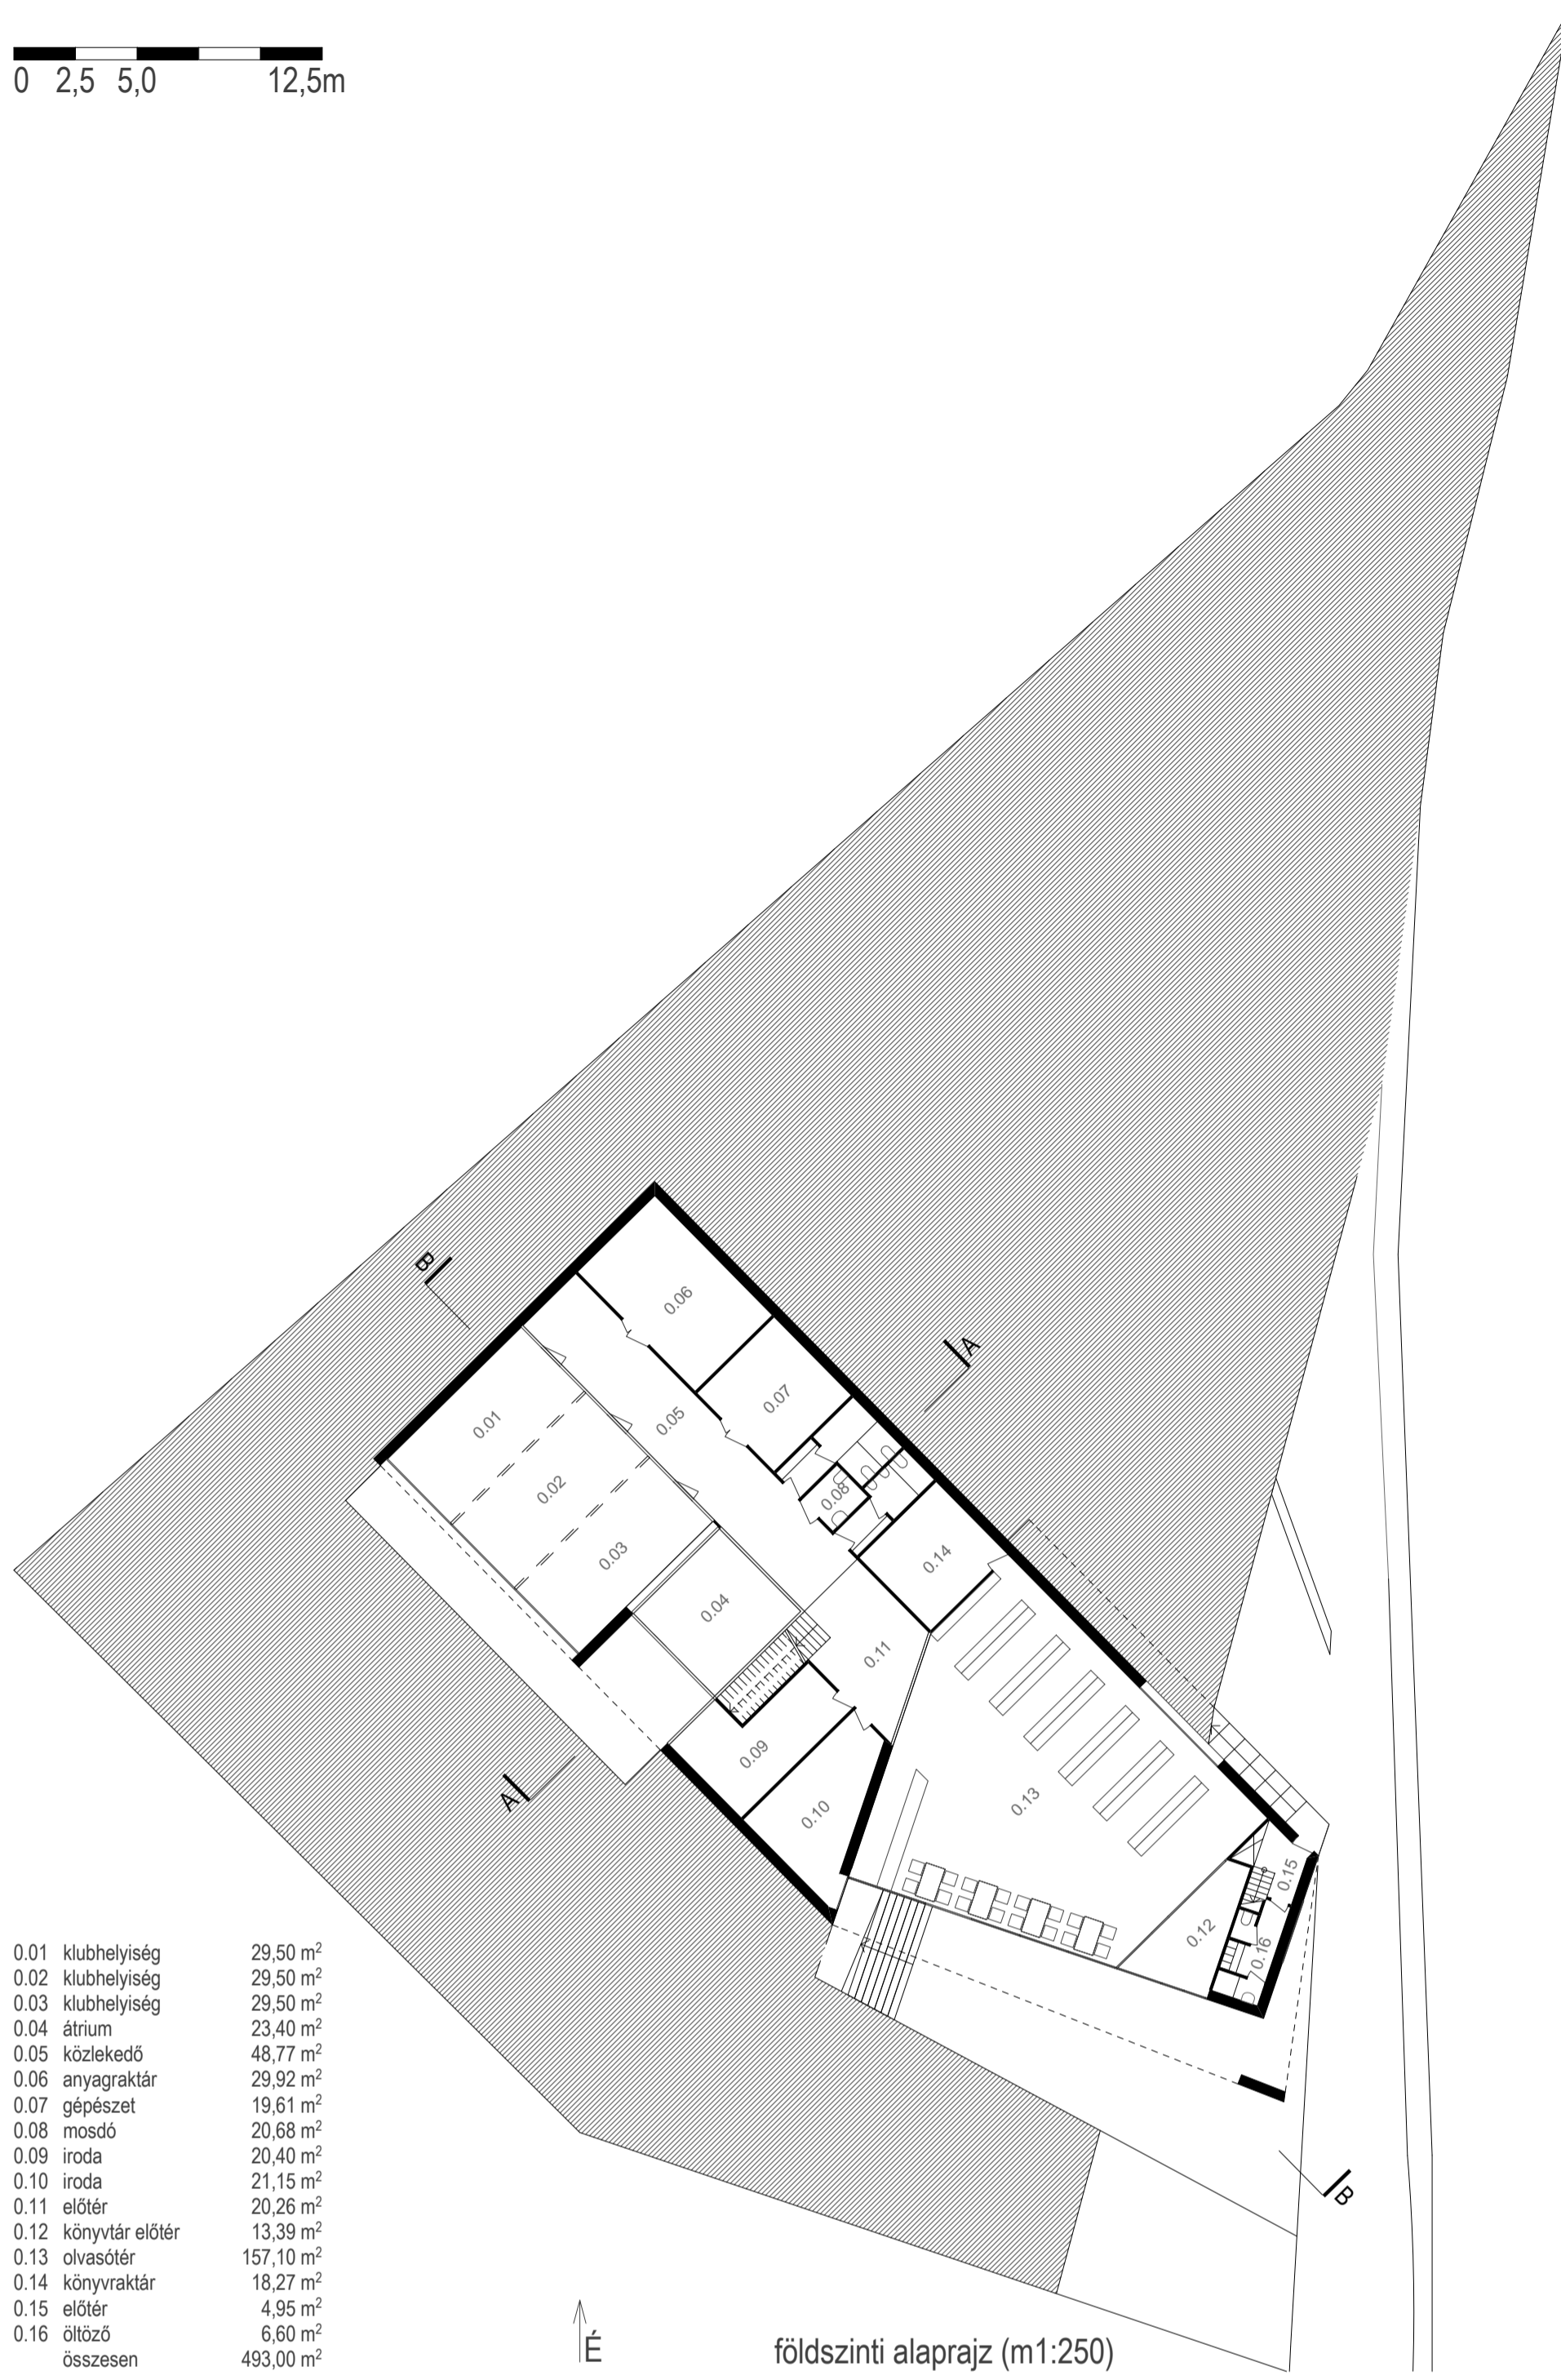 0 2,5 5,0 12,5m
B
A
0.06
0.07
0.01
0.05
0.02
0.08
0.03
0.14
0.04
0.11
0.09
0.13
0.10
A
0.15
0.12
0.16
B
0.01 klubhelyiség 29,50 m²
0.02 klubhelyiség 29,50 m²
0.03 klubhelyiség 29,50 m²
0.04 átrium 23,40 m²
0.05 közlekedő 48,77 m²
0.06 anyagraktár 29,92 m²
0.07 gépészet 19,61 m²
0.08 mosdó 20,68 m²
0.09 iroda 20,40 m²
0.10 iroda 21,15 m²
0.11 előtér 20,26 m²
0.12 könyvtár előtér 13,39 m²
0.13 olvasótér 157,10 m²
0.14 könyvraktár 18,27 m²
0.15 előtér 4,95 m²
0.16 öltöző 6,60 m²
összesen 493,00 m²
É
földszinti alaprajz (m1:250)